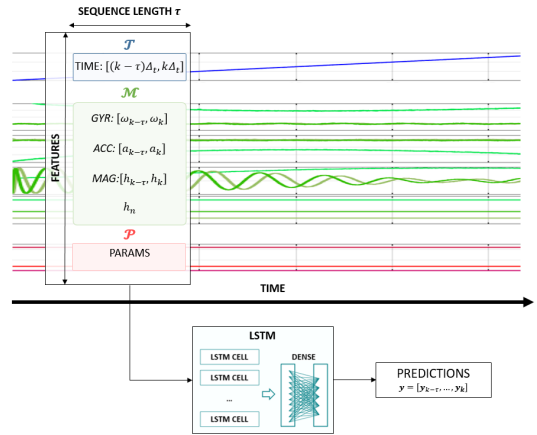 SEQUENCE LENGTH τ
𝒯
TIME: [(k − τ)Δₜ, kΔₜ]
ℳ
FEATURES
GYR: [ωₖ₋τ, ωₖ]
ACC: [aₖ₋τ, aₖ]
MAG:[hₖ₋τ, hₖ]
hₙ
𝒫
PARAMS
TIME
LSTM
LSTM CELL
DENSE
LSTM CELL
...
LSTM CELL
PREDICTIONS
y = [yₖ₋τ, ..., yₖ]